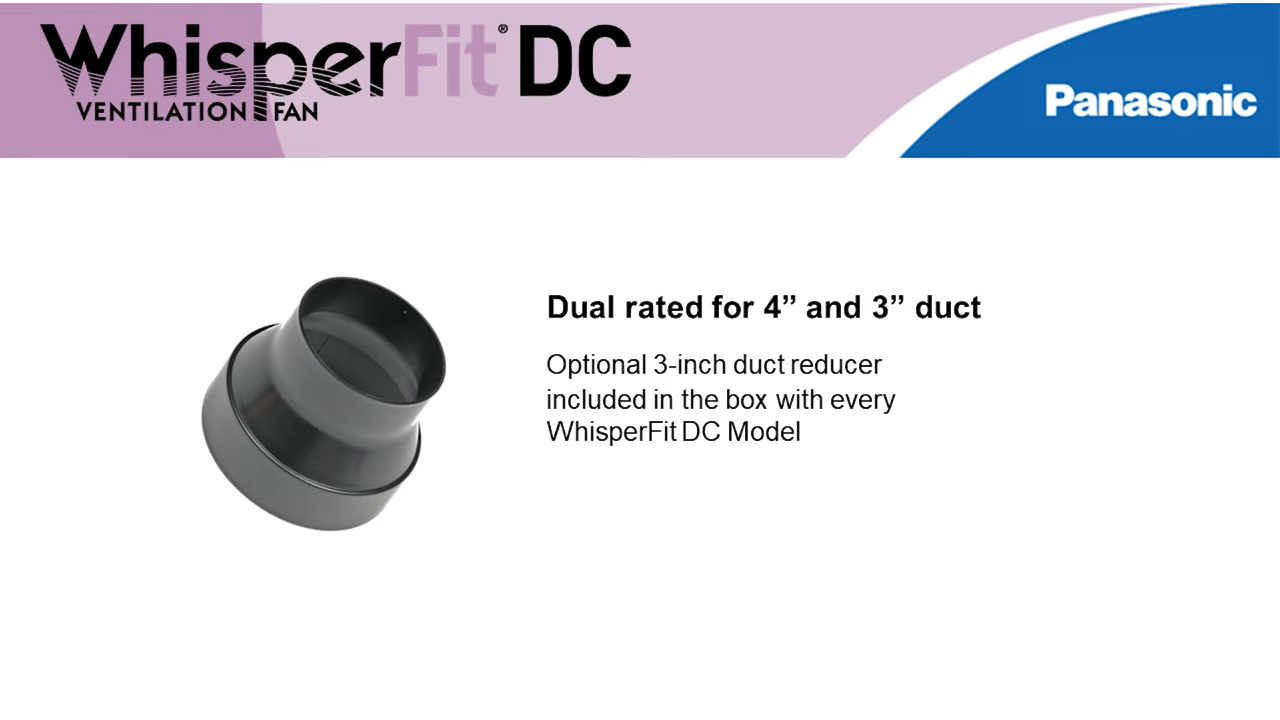 WhisperFit® DC
VENTILATION FAN
Panasonic
Dual rated for 4” and 3” duct
Optional 3-inch duct reducer
included in the box with every
WhisperFit DC Model